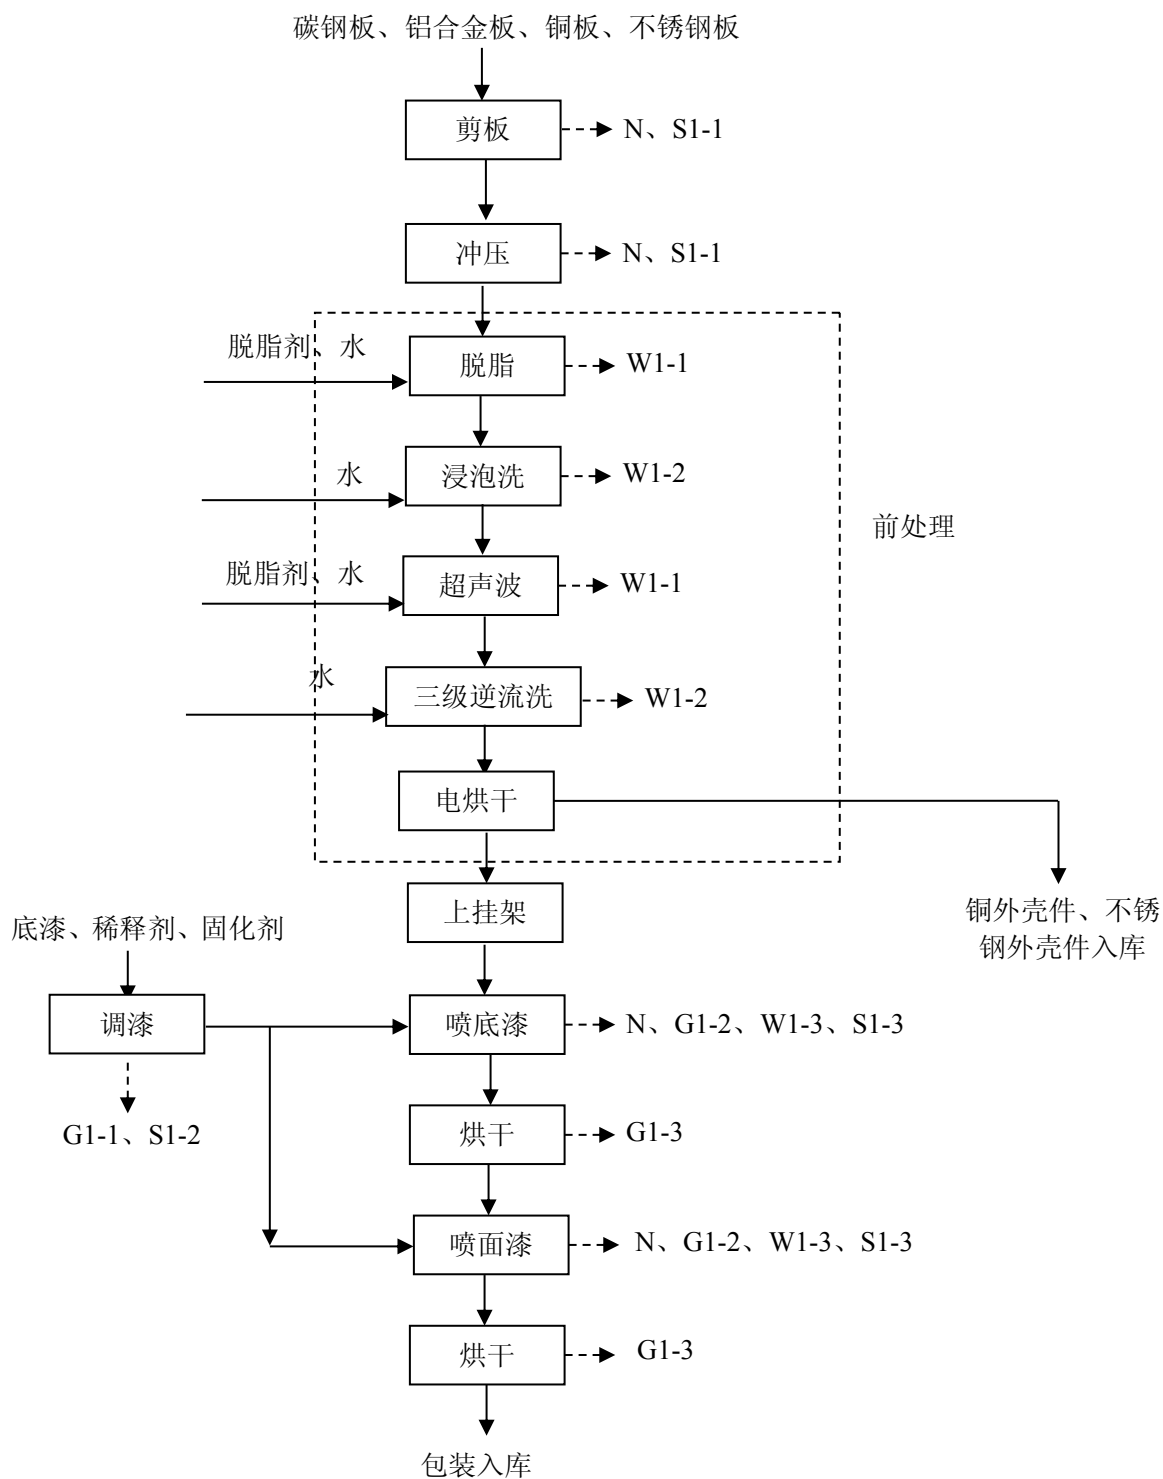 碳钢板、铝合金板、铜板、不锈钢板
剪板
N、S1-1
冲压
N、S1-1
脱脂剂、水
脱脂
W1-1
水
浸泡洗
W1-2
前处理
脱脂剂、水
超声波
W1-1
水
三级逆流洗
W1-2
电烘干
上挂架
铜外壳件、不锈
钢外壳件入库
底漆、稀释剂、固化剂
调漆
喷底漆
N、G1-2、W1-3、S1-3
G1-1、S1-2
烘干
G1-3
喷面漆
N、G1-2、W1-3、S1-3
烘干
G1-3
包装入库